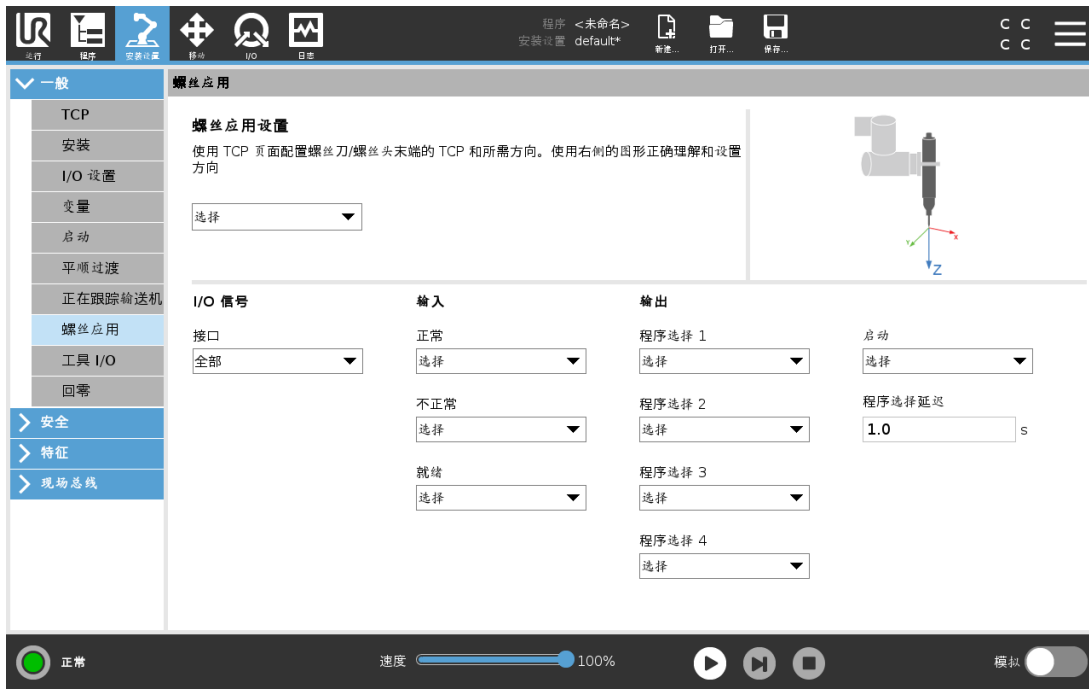 程序 <未命名>
安装设置 default*
C C
C C
运行
程序
安装设置
移动
I/O
日志
新建...
打开...
保存...
一般
TCP
安装
I/O 设置
变量
启动
平顺过渡
正在跟踪输送机
螺丝应用
工具 I/O
回零
安全
特征
现场总线
螺丝应用
螺丝应用设置
使用 TCP 页面配置螺丝刀/螺丝头末端的 TCP 和所需方向。使用右侧的图形正确理解和设置
方向
选择
Y
X
Z
I/O 信号
接口
全部
输入
正常
选择
不正常
选择
就绪
选择
输出
程序选择 1
选择
程序选择 2
选择
程序选择 3
选择
程序选择 4
选择
启动
选择
程序选择延迟
1.0 s
正常
速度 100%
模拟